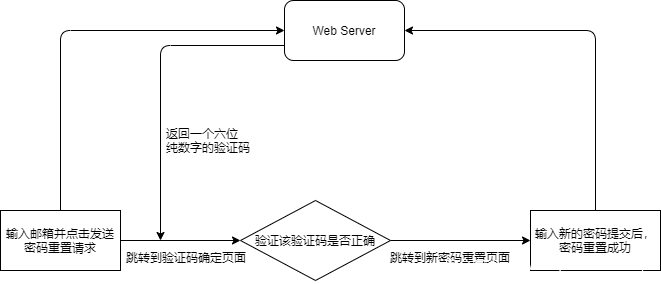 Web Server
返回一个六位
纯数字的验证码
输入邮箱并点击发送
密码重置请求
跳转到验证码确定页面
验证该验证码是否正确
跳转到新密码重置页面
输入新的密码提交后，
密码重置成功